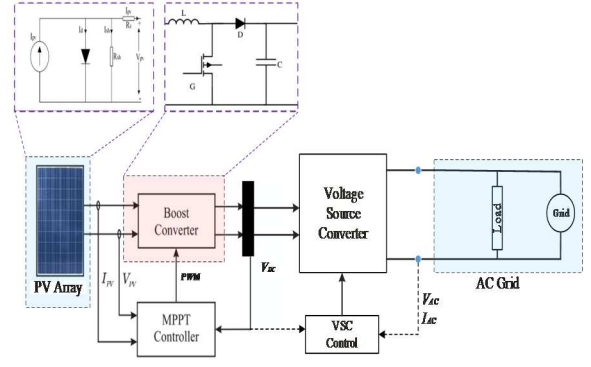 Ipv
Rs
Id
Ish
Ipv
Rsh
Vpv
L
D
G
C
PV Array
Boost
Converter
Voltage
Source
Converter
Load
Grid
AC Grid
IPV
VPV
PWM
VDC
MPPT
Controller
VSC
Control
VAC
IAC